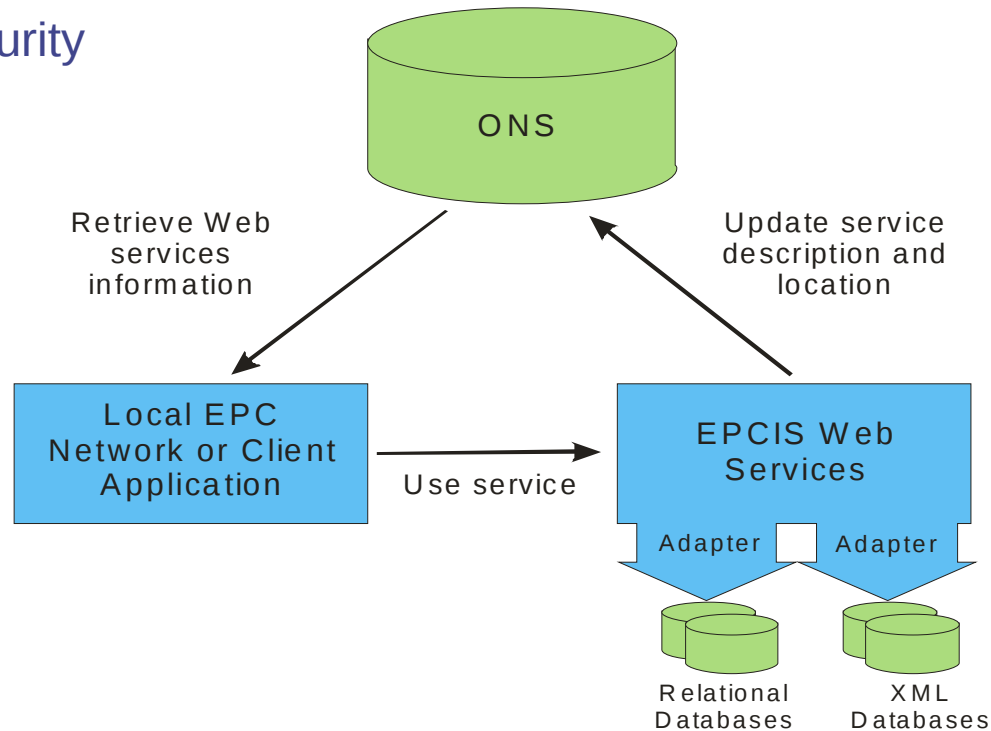 urity
ONS
Retrieve Web
services
information
Update service
description and
location
Local EPC
Network or Client
Application
Use service
EPCIS Web
Services
Adapter
Adapter
Relational
Databases
XML
Databases